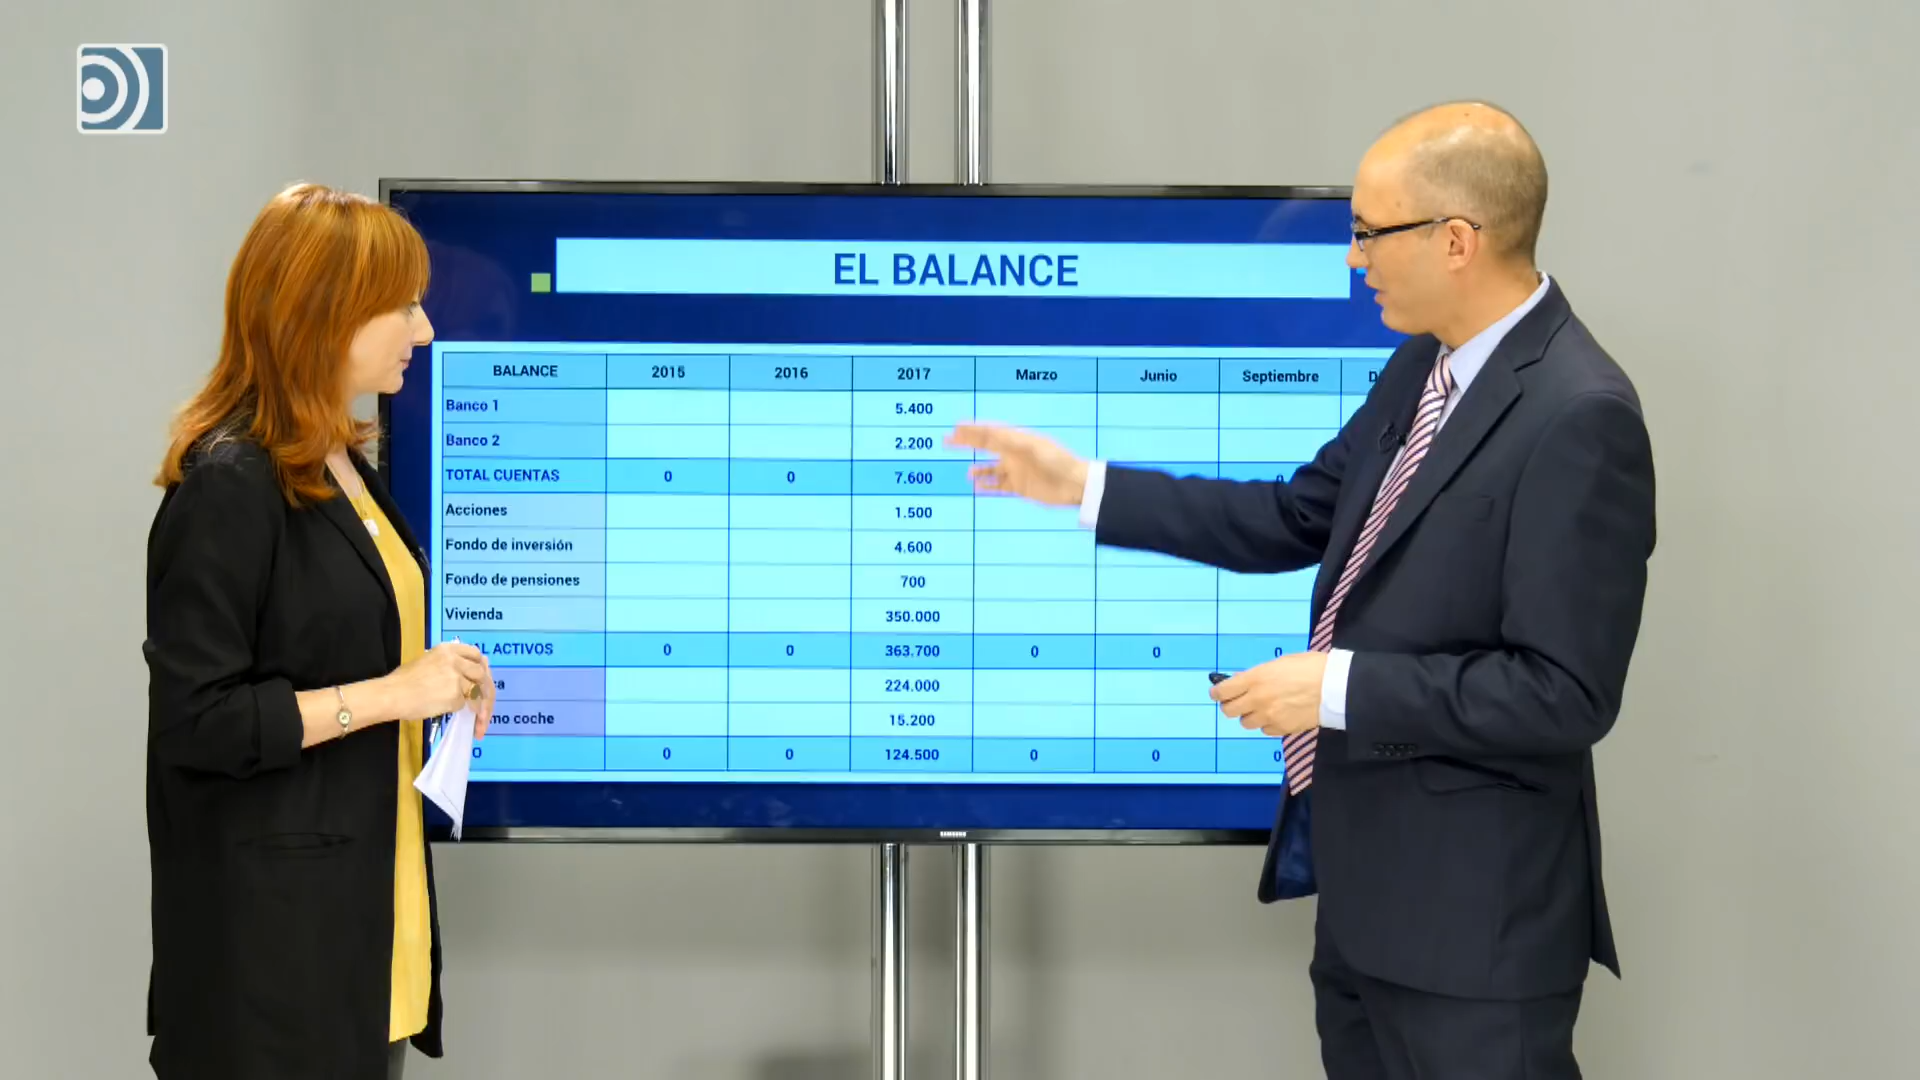 EL BALANCE
BALANCE 2015 2016 2017 Marzo Junio Septiembre
Banco 1 5.400
Banco 2 2.200
TOTAL CUENTAS 0 0 7.600 0
Acciones 1.500
Fondo de inversión 4.600
Fondo de pensiones 700
Vivienda 350.000
ACTIVOS 0 0 363.700 0 0 0
224.000
coche 15.200
0 0 124.500 0 0 0
SAMSUNG